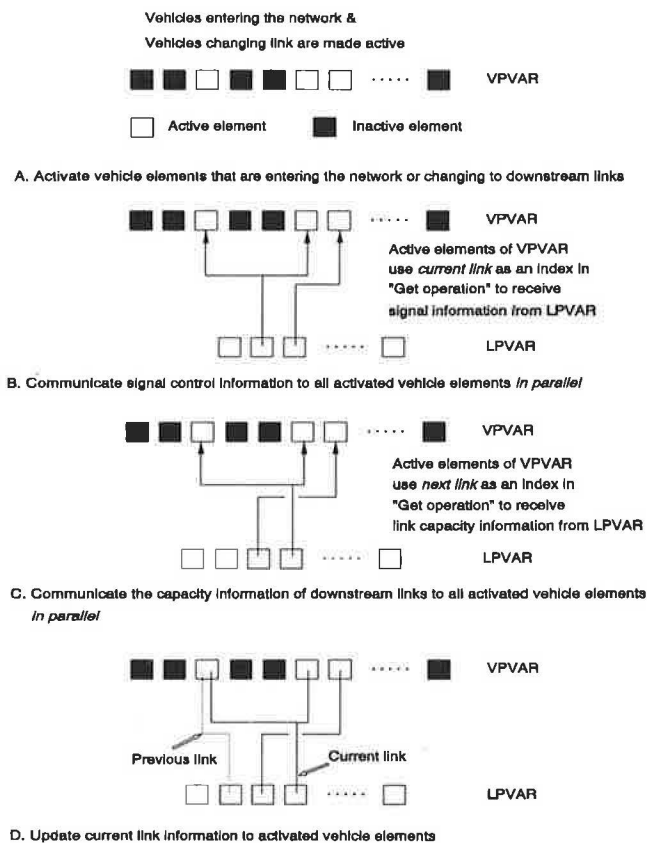 Vehicles entering the network &
Vehicles changing link are made active
..... VPVAR
Active element Inactive element
A. Activate vehicle elements that are entering the network or changing to downstream links
..... VPVAR
Active elements of VPVAR
use current link as an index in
"Get operation" to receive
signal information from LPVAR
..... LPVAR
B. Communicate signal control information to all activated vehicle elements in parallel
..... VPVAR
Active elements of VPVAR
use next link as an index in
"Get operation" to receive
link capacity information from LPVAR
..... LPVAR
C. Communicate the capacity information of downstream links to all activated vehicle elements
in parallel
..... VPVAR
Previous link
Current link
..... LPVAR
D. Update current link information to activated vehicle elements